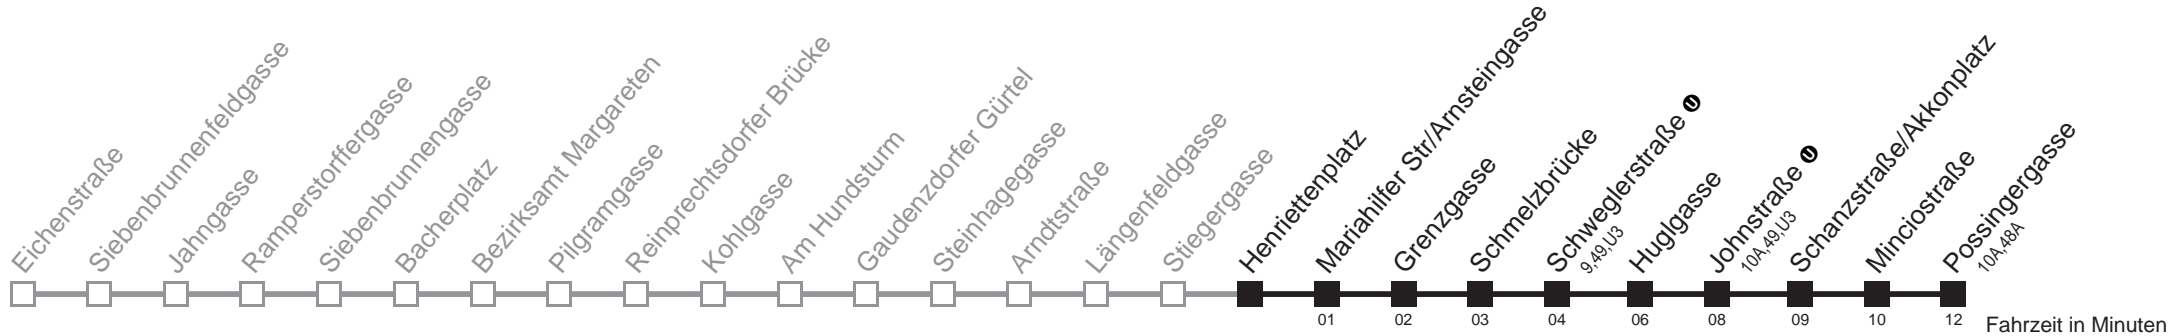 Eichenstraße
Siebenbrunnenfeldgasse
Jahngasse
Ramperstorffergasse
Siebenbrunnengasse
Bacherplatz
Bezirksamt Margareten
Pilgramgasse
Reinprechtsdorfer Brücke
Kohlgasse
Am Hundsturm
Gaudenzdorfer Gürtel
Steinhagegasse
Arndtstraße
Längenfeldgasse
Stiegergasse
Henriettenplatz
Mariahilfer Str/Arnsteingasse
Grenzgasse
Schmelzbrücke
Schweglerstraße U
9,49,U3
Huglgasse
Johnstraße U
10A,49,U3
Schanzstraße/Akkonplatz
Minciostraße
Possingergasse
10A,48A
01 02 03 04 06 08 09 10 12 Fahrzeit in Minuten